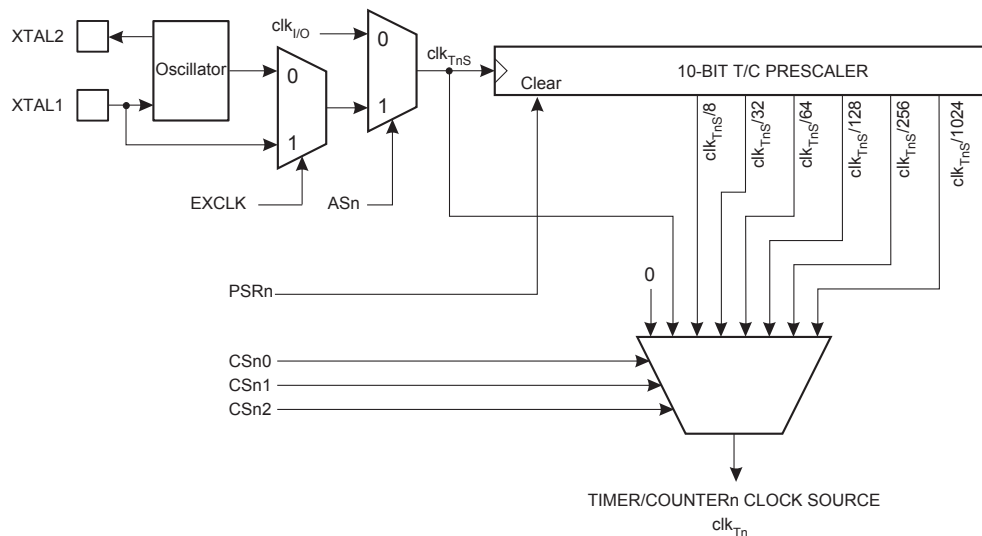 XTAL2
XTAL1
Oscillator
clkI/O
0
1
0
1
EXCLK
ASn
clkTnS
10-BIT T/C PRESCALER
Clear
clkTnS/8
clkTnS/32
clkTnS/64
clkTnS/128
clkTnS/256
clkTnS/1024
PSRn
0
CSn0
CSn1
CSn2
TIMER/COUNTERn CLOCK SOURCE
clkTn